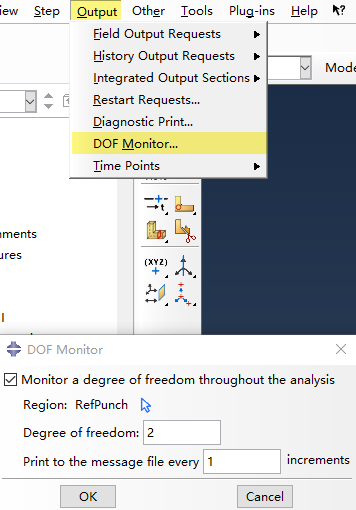 iew Step Output Other Tools Plug-ins Help
Field Output Requests
History Output Requests
Integrated Output Sections
Restart Requests...
Diagnostic Print...
DOF Monitor...
Time Points
Mode
(XYZ)
nments
ures
DOF Monitor
Monitor a degree of freedom throughout the analysis
Region: RefPunch
Degree of freedom: 2
Print to the message file every 1 increments
OK Cancel